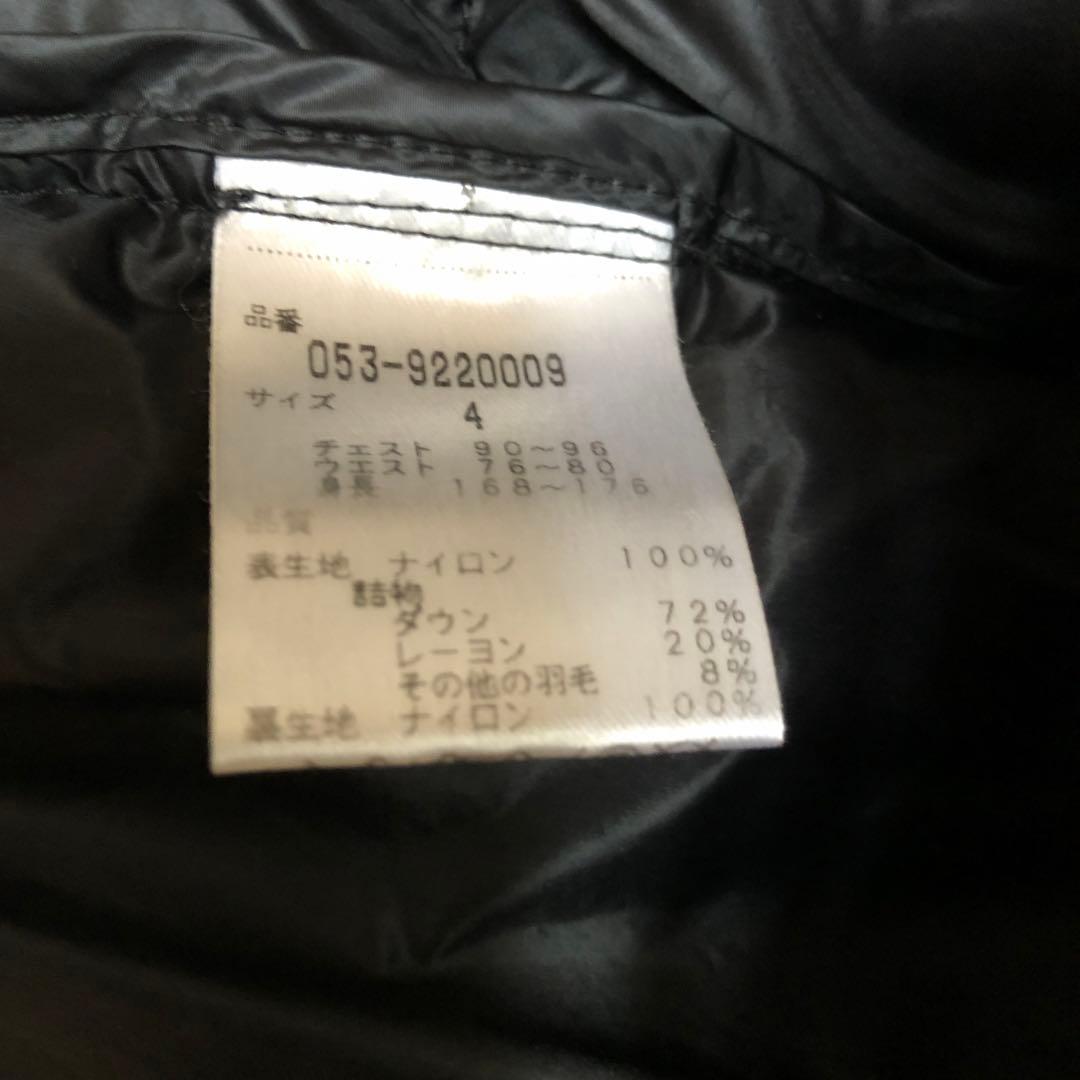 品番
053-9220009
サイズ 4
チェスト 90～96
ウエスト 76～80
身長 168～176
品質
表生地 ナイロン 100%
詰物
ダウン 72%
レーヨン 20%
その他の羽毛 8%
裏生地 ナイロン 100%